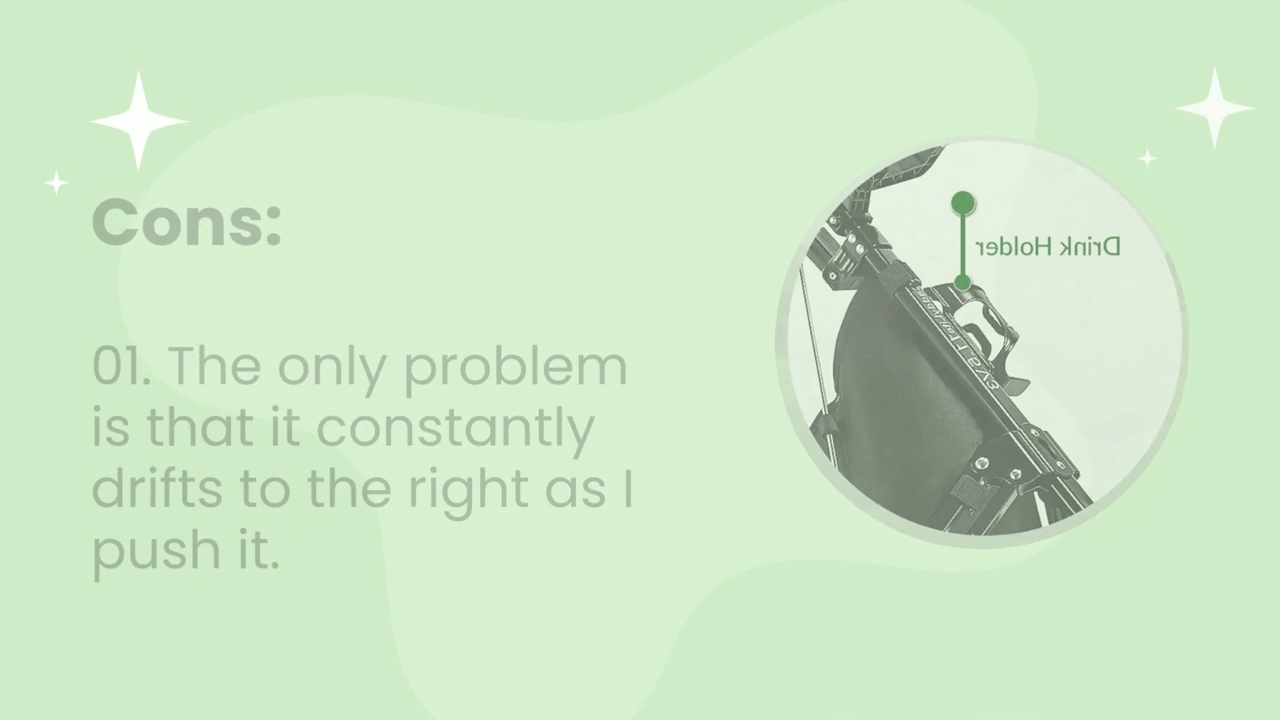 Cons:
01. The only problem
is that it constantly
drifts to the right as I
push it.
Drink Holder